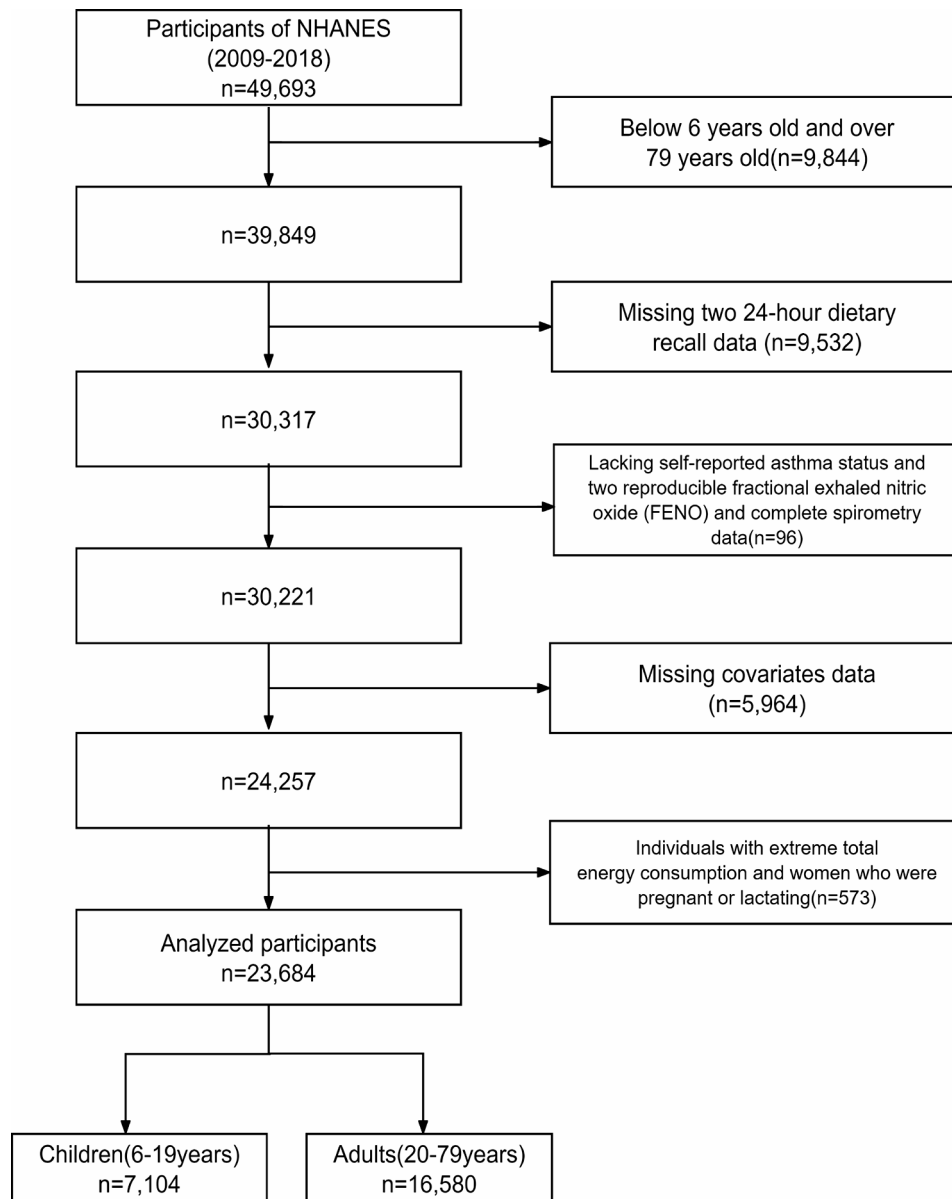 Participants of NHANES
(2009-2018)
n=49,693
Below 6 years old and over
79 years old(n=9,844)
n=39,849
Missing two 24-hour dietary
recall data (n=9,532)
n=30,317
Lacking self-reported asthma status and
two reproducible fractional exhaled nitric
oxide (FENO) and complete spirometry
data(n=96)
n=30,221
Missing covariates data
(n=5,964)
n=24,257
Individuals with extreme total
energy consumption and women who were
pregnant or lactating(n=573)
Analyzed participants
n=23,684
Children(6-19years)
n=7,104
Adults(20-79years)
n=16,580